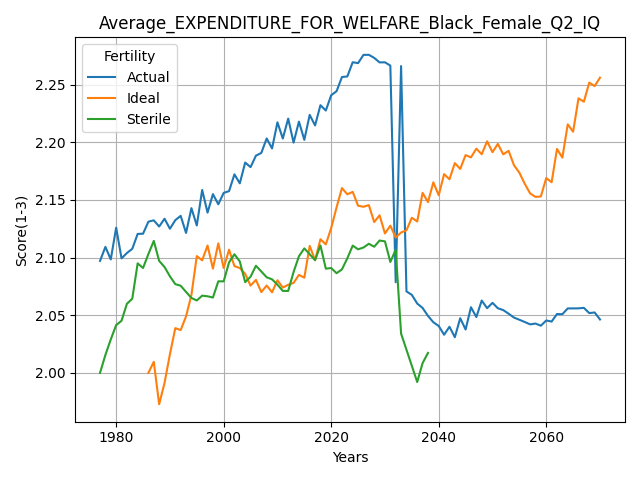 Average_EXPENDITURE_FOR_WELFARE_Black_Female_Q2_IQ
Fertility
Actual
Ideal
Sterile
Score(1-3)
2.25
2.20
2.15
2.10
2.05
2.00
1980
2000
2020
2040
2060
Years